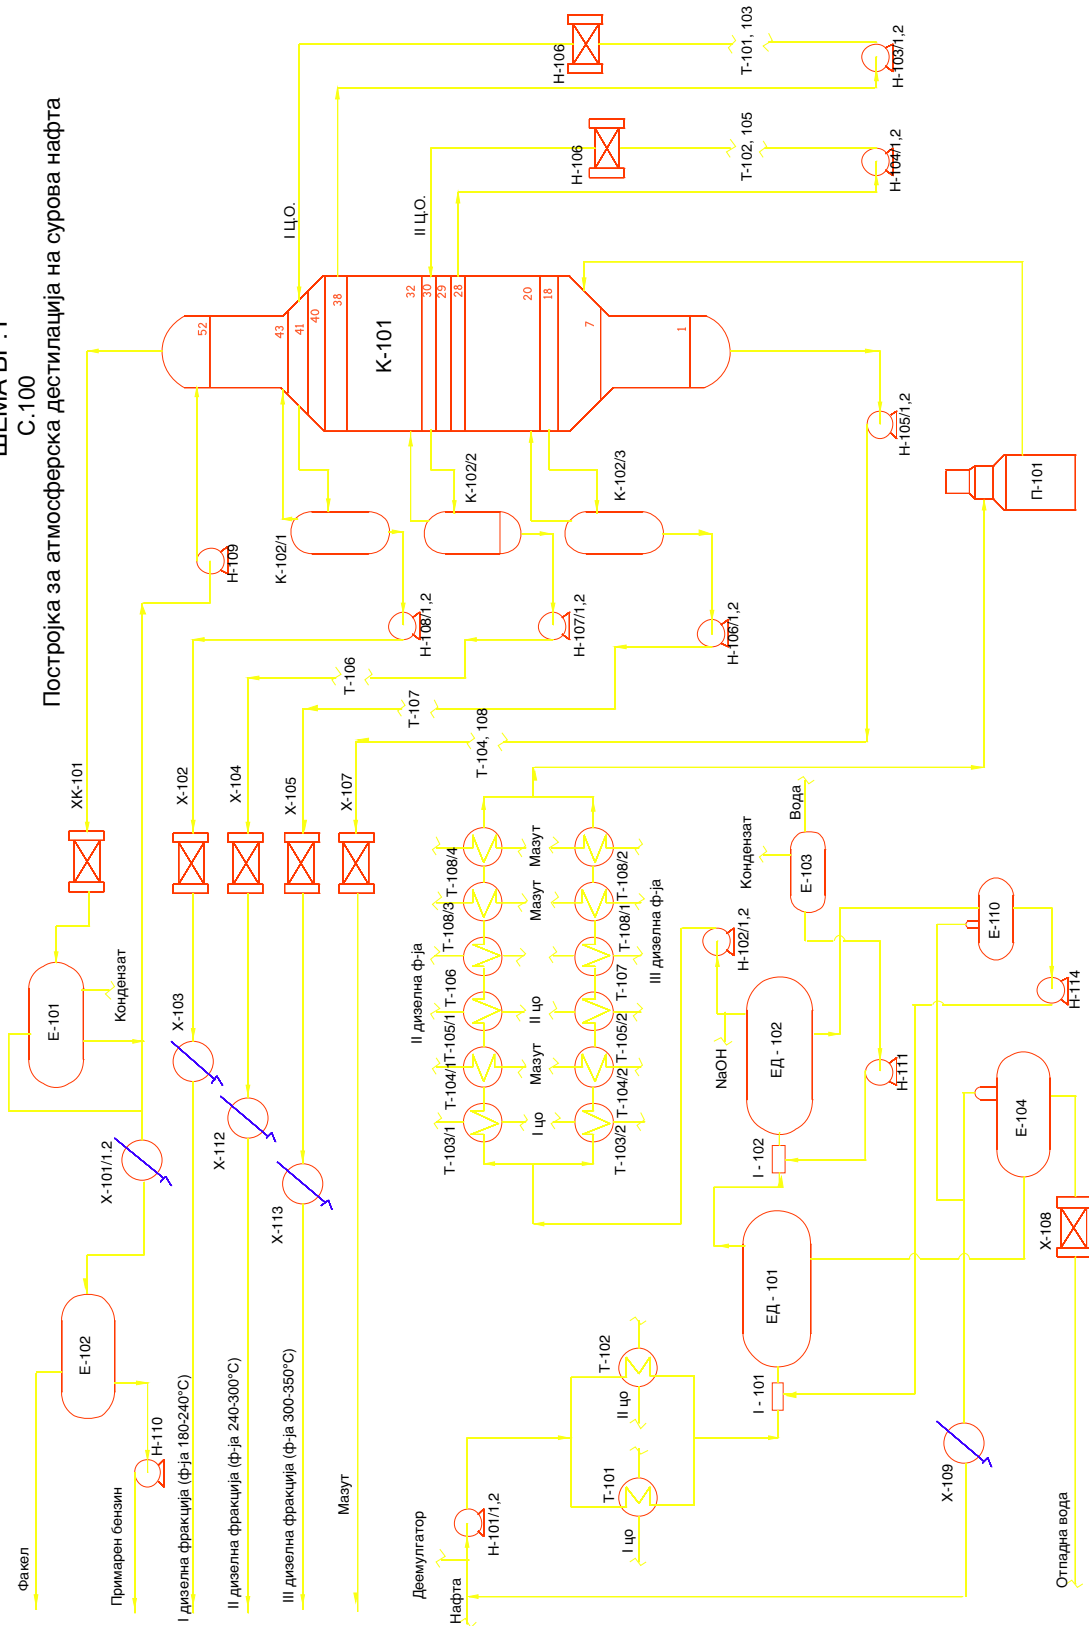 ШЕМА БР. 1
С.100
Постројка за атмосферска дестилација на сурова нафта
Факел
Примарен бензин
I дизелна фракција (ф-ја 180-240°C)
II дизелна фракција (ф-ја 240-300°C)
III дизелна фракција (ф-ја 300-350°C)
Мазут
Е-102
Н-110
Х-101/1.2
Е-101
Кондензат
Х-103
Х-112
Х-113
ХК-101
Х-102
Х-104
Х-105
Х-107
Т-106
Т-107
Т-104, 108
Н-109
К-102/1
К-102/2
К-102/3
Н-108/1,2
Н-107/1,2
Н-106/1,2
К-101
52
43
41
40
38
32
30
29
28
20
18
7
1
I Ц.О.
II Ц.О.
Н-106
Н-106
Т-101, 103
Т-102, 105
Н-103/1,2
Н-104/1,2
Н-105/1,2
П-101
II дизелна ф-ја
Т-103/1
Т-104/1
Т-105/1
Т-106
Т-108/3
Т-108/4
I цо
Мазут
II цо
Мазут
Мазут
Т-103/2
Т-104/2
Т-105/2
Т-107
Т-108/1
Т-108/2
III дизелна ф-ја
Деемулгатор
Нафта
Н-101/1,2
I цо
Т-101
II цо
Т-102
I - 101
ЕД - 101
I - 102
ЕД - 102
NaOH
Н-102/1,2
Кондензат
Вода
Е-103
Н-111
Е-110
Н-114
Е-104
Х-108
Х-109
Отпадна вода